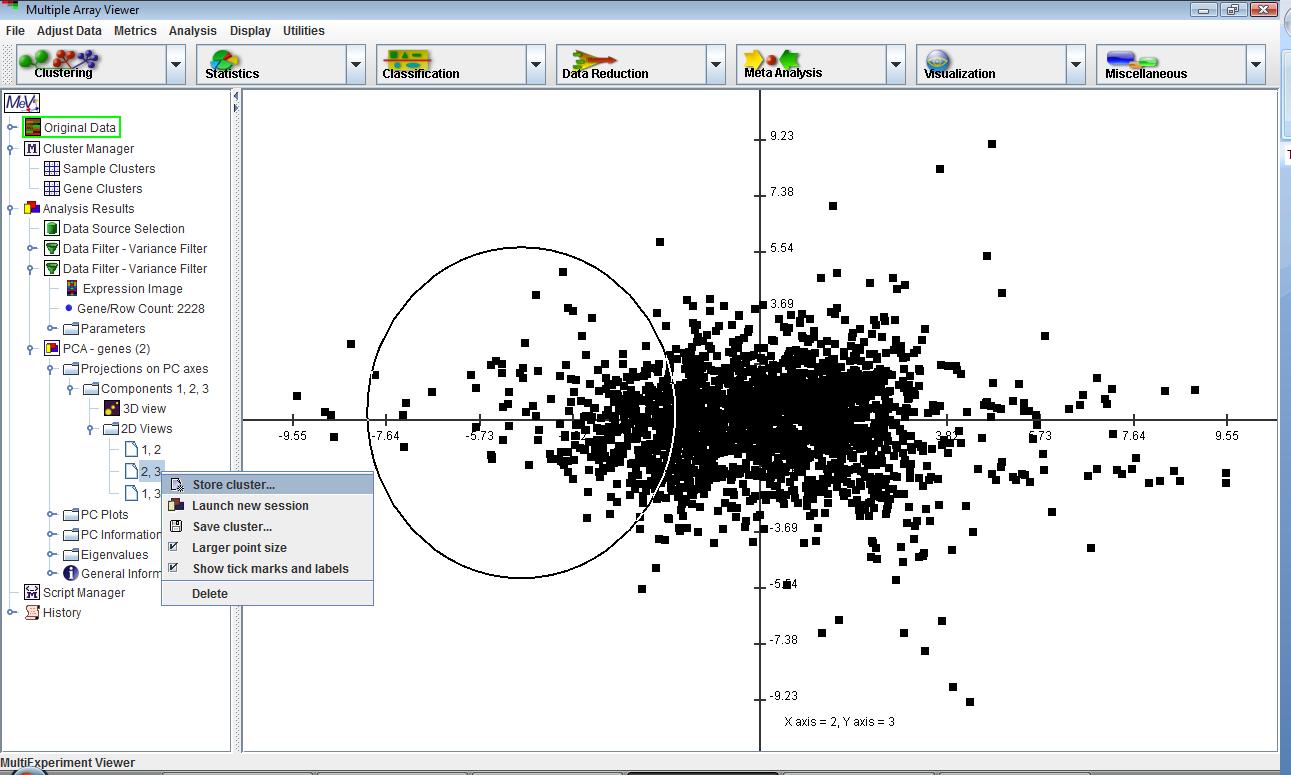 Multiple Array Viewer
File Adjust Data Metrics Analysis Display Utilities
Clustering Statistics Classification Data Reduction Meta Analysis Visualization Miscellaneous
MeV
Original Data
Cluster Manager
Sample Clusters
Gene Clusters
Analysis Results
Data Source Selection
Data Filter - Variance Filter
Data Filter - Variance Filter
Expression Image
Gene/Row Count: 2228
Parameters
PCA - genes (2)
Projections on PC axes
Components 1, 2, 3
3D view
2D Views
1, 2
2, 3
1, 3
PC Plots
PC Information
Eigenvalues
General Inform
Script Manager
History
Store cluster...
Launch new session
Save cluster...
Larger point size
Show tick marks and labels
Delete
9.23
7.38
5.54
3.69
-9.55 -7.64 -5.73 3.82 5.73 7.64 9.55
-3.69
-5.54
-7.38
-9.23
X axis = 2, Y axis = 3
MultiExperiment Viewer